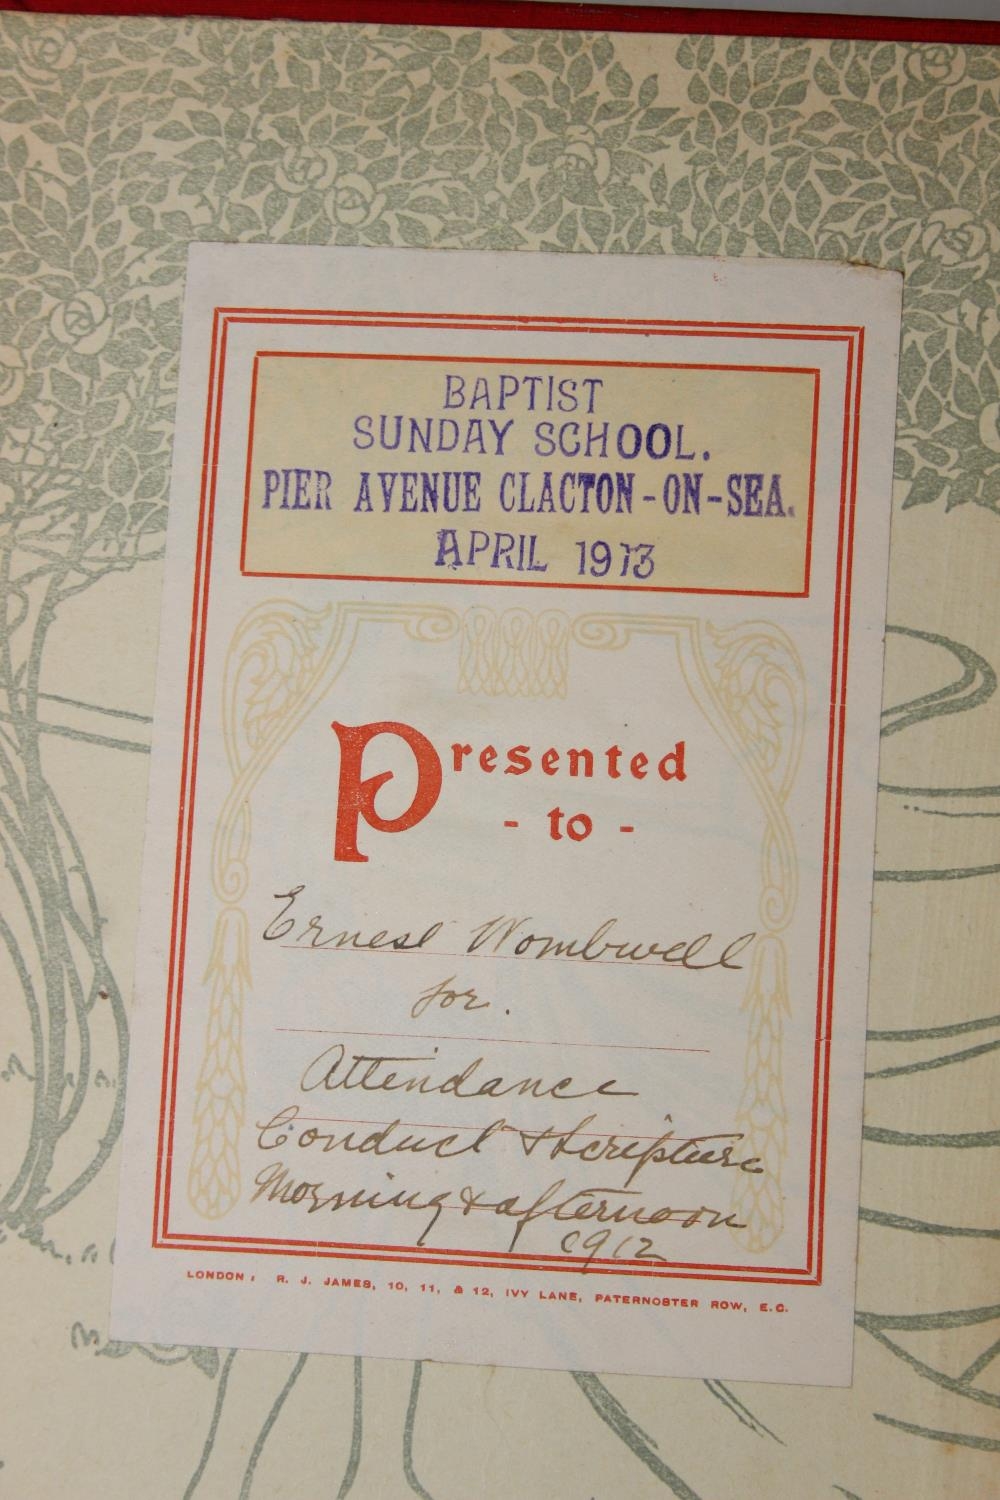 BAPTIST
SUNDAY SCHOOL.
PIER AVENUE CLACTON-ON-SEA.
APRIL 1913
Presented
- to -
Ernest Wombwell
for.
Attendance
Conduct & Scripture
Morning & afternoon
1912
LONDON: R. J. JAMES, 10, 11, & 12, IVY LANE, PATERNOSTER ROW, E.C.